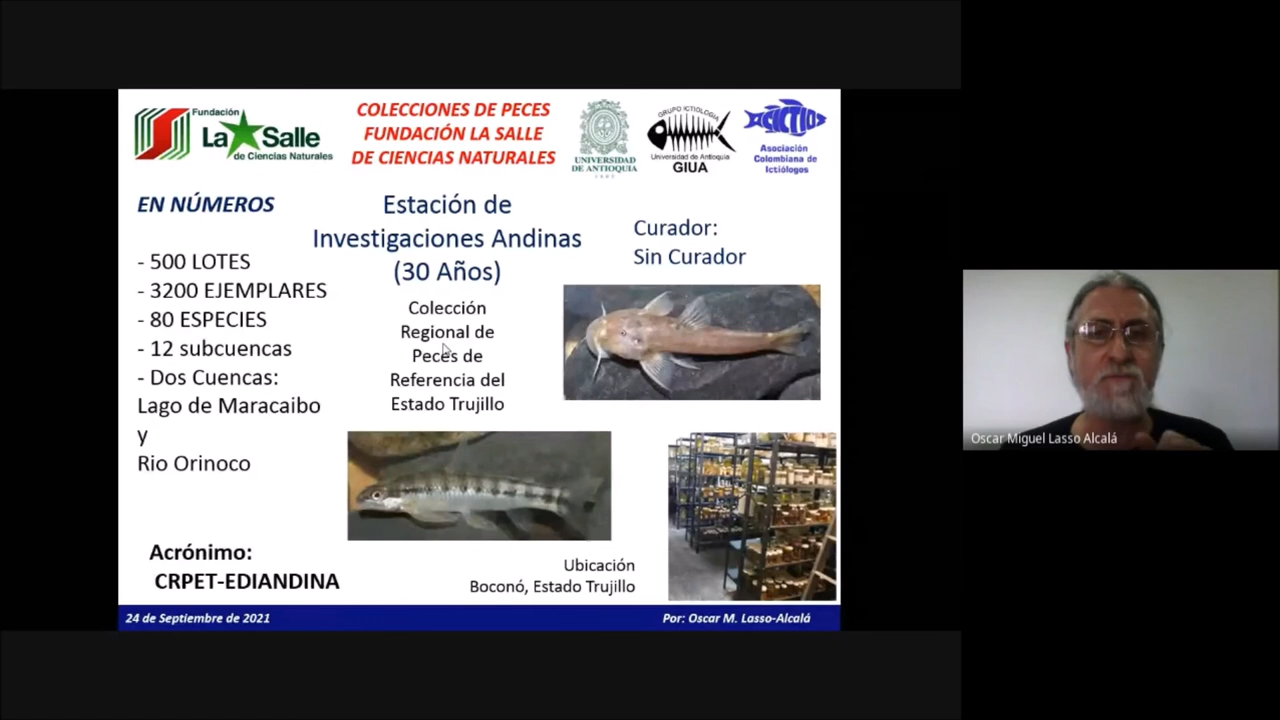 Fundación
La Salle
de Ciencias Naturales
COLECCIONES DE PECES
FUNDACIÓN LA SALLE
DE CIENCIAS NATURALES
UNIVERSIDAD
DE ANTIOQUIA
GRUPO ICTIOLOGÍA
Universidad de Antioquia
GIUA
Asociación
Colombiana de
Ictiólogos
EN NÚMEROS
- 500 LOTES
- 3200 EJEMPLARES
- 80 ESPECIES
- 12 subcuencas
- Dos Cuencas:
Lago de Maracaibo
y
Rio Orinoco
Acrónimo:
CRPET-EDIANDINA
Estación de
Investigaciones Andinas
(30 Años)
Colección
Regional de
Peces de
Referencia del
Estado Trujillo
Curador:
Sin Curador
Ubicación
Boconó, Estado Trujillo
24 de Septiembre de 2021
Por: Oscar M. Lasso-Alcalá
Oscar Miguel Lasso Alcalá